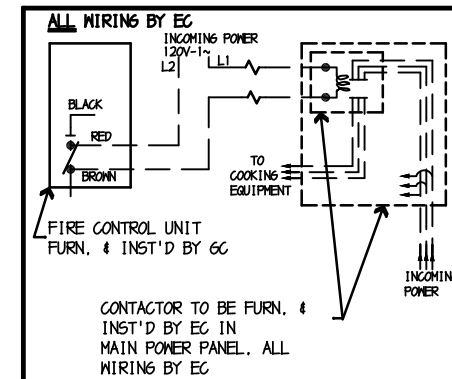 ALL WIRING BY EC
INCOMING POWER
120V-1~
L2 L1
BLACK
RED
BROWN
TO
COOKING
EQUIPMENT
FIRE CONTROL UNIT
FURN. & INST'D BY GC
INCOMIN
POWER
CONTACTOR TO BE FURN. &
INST'D BY EC IN
MAIN POWER PANEL. ALL
WIRING BY EC